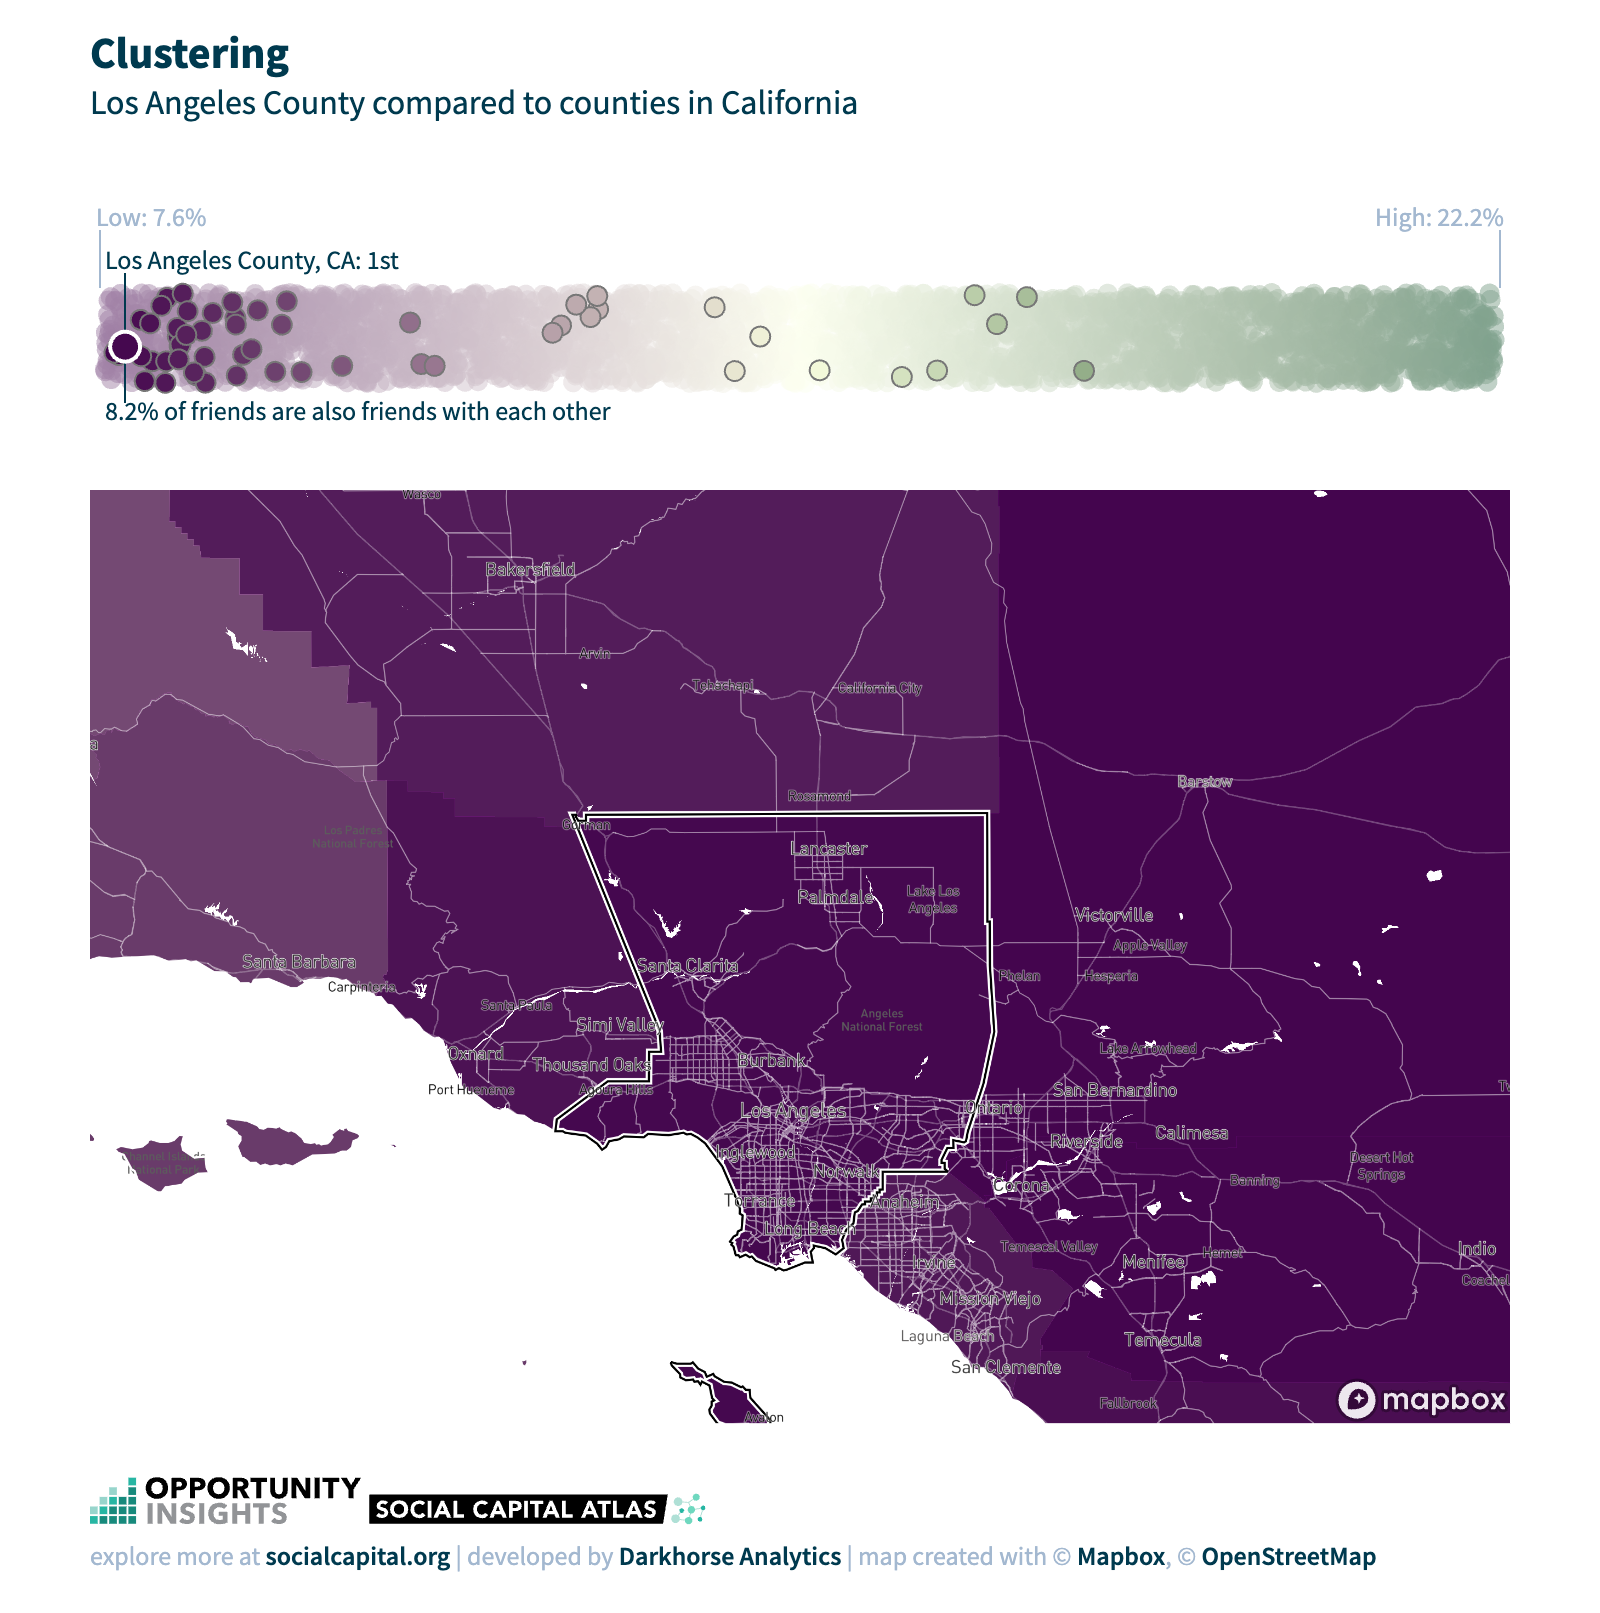 Clustering
Los Angeles County compared to counties in California
Low: 7.6%
High: 22.2%
Los Angeles County, CA: 1st
8.2% of friends are also friends with each other
Wasco
Bakersfield
Arvin
Tehachapi
California City
Barstow
Rosamond
Gorman
Los Padres
National Forest
Lancaster
Palmdale
Lake Los
Angeles
Victorville
Apple Valley
Santa Barbara
Santa Clarita
Phelan
Hesperia
Carpinteria
Santa Paula
Simi Valley
Angeles
National Forest
Oxnard
Thousand Oaks
Burbank
Lake Arrowhead
Port Hueneme
Agoura Hills
San Bernardino
Los Angeles
Ontario
Calimesa
Riverside
Channel Islands
National Park
Inglewood
Norwalk
Desert Hot
Springs
Banning
Corona
Torrance
Anaheim
Long Beach
Temescal Valley
Hemet
Indio
Irvine
Menifee
Coachel
Mission Viejo
Laguna Beach
Temecula
San Clemente
Fallbrook
Avalon
mapbox
OPPORTUNITY
INSIGHTS
SOCIAL CAPITAL ATLAS
explore more at socialcapital.org | developed by Darkhorse Analytics | map created with © Mapbox, © OpenStreetMap